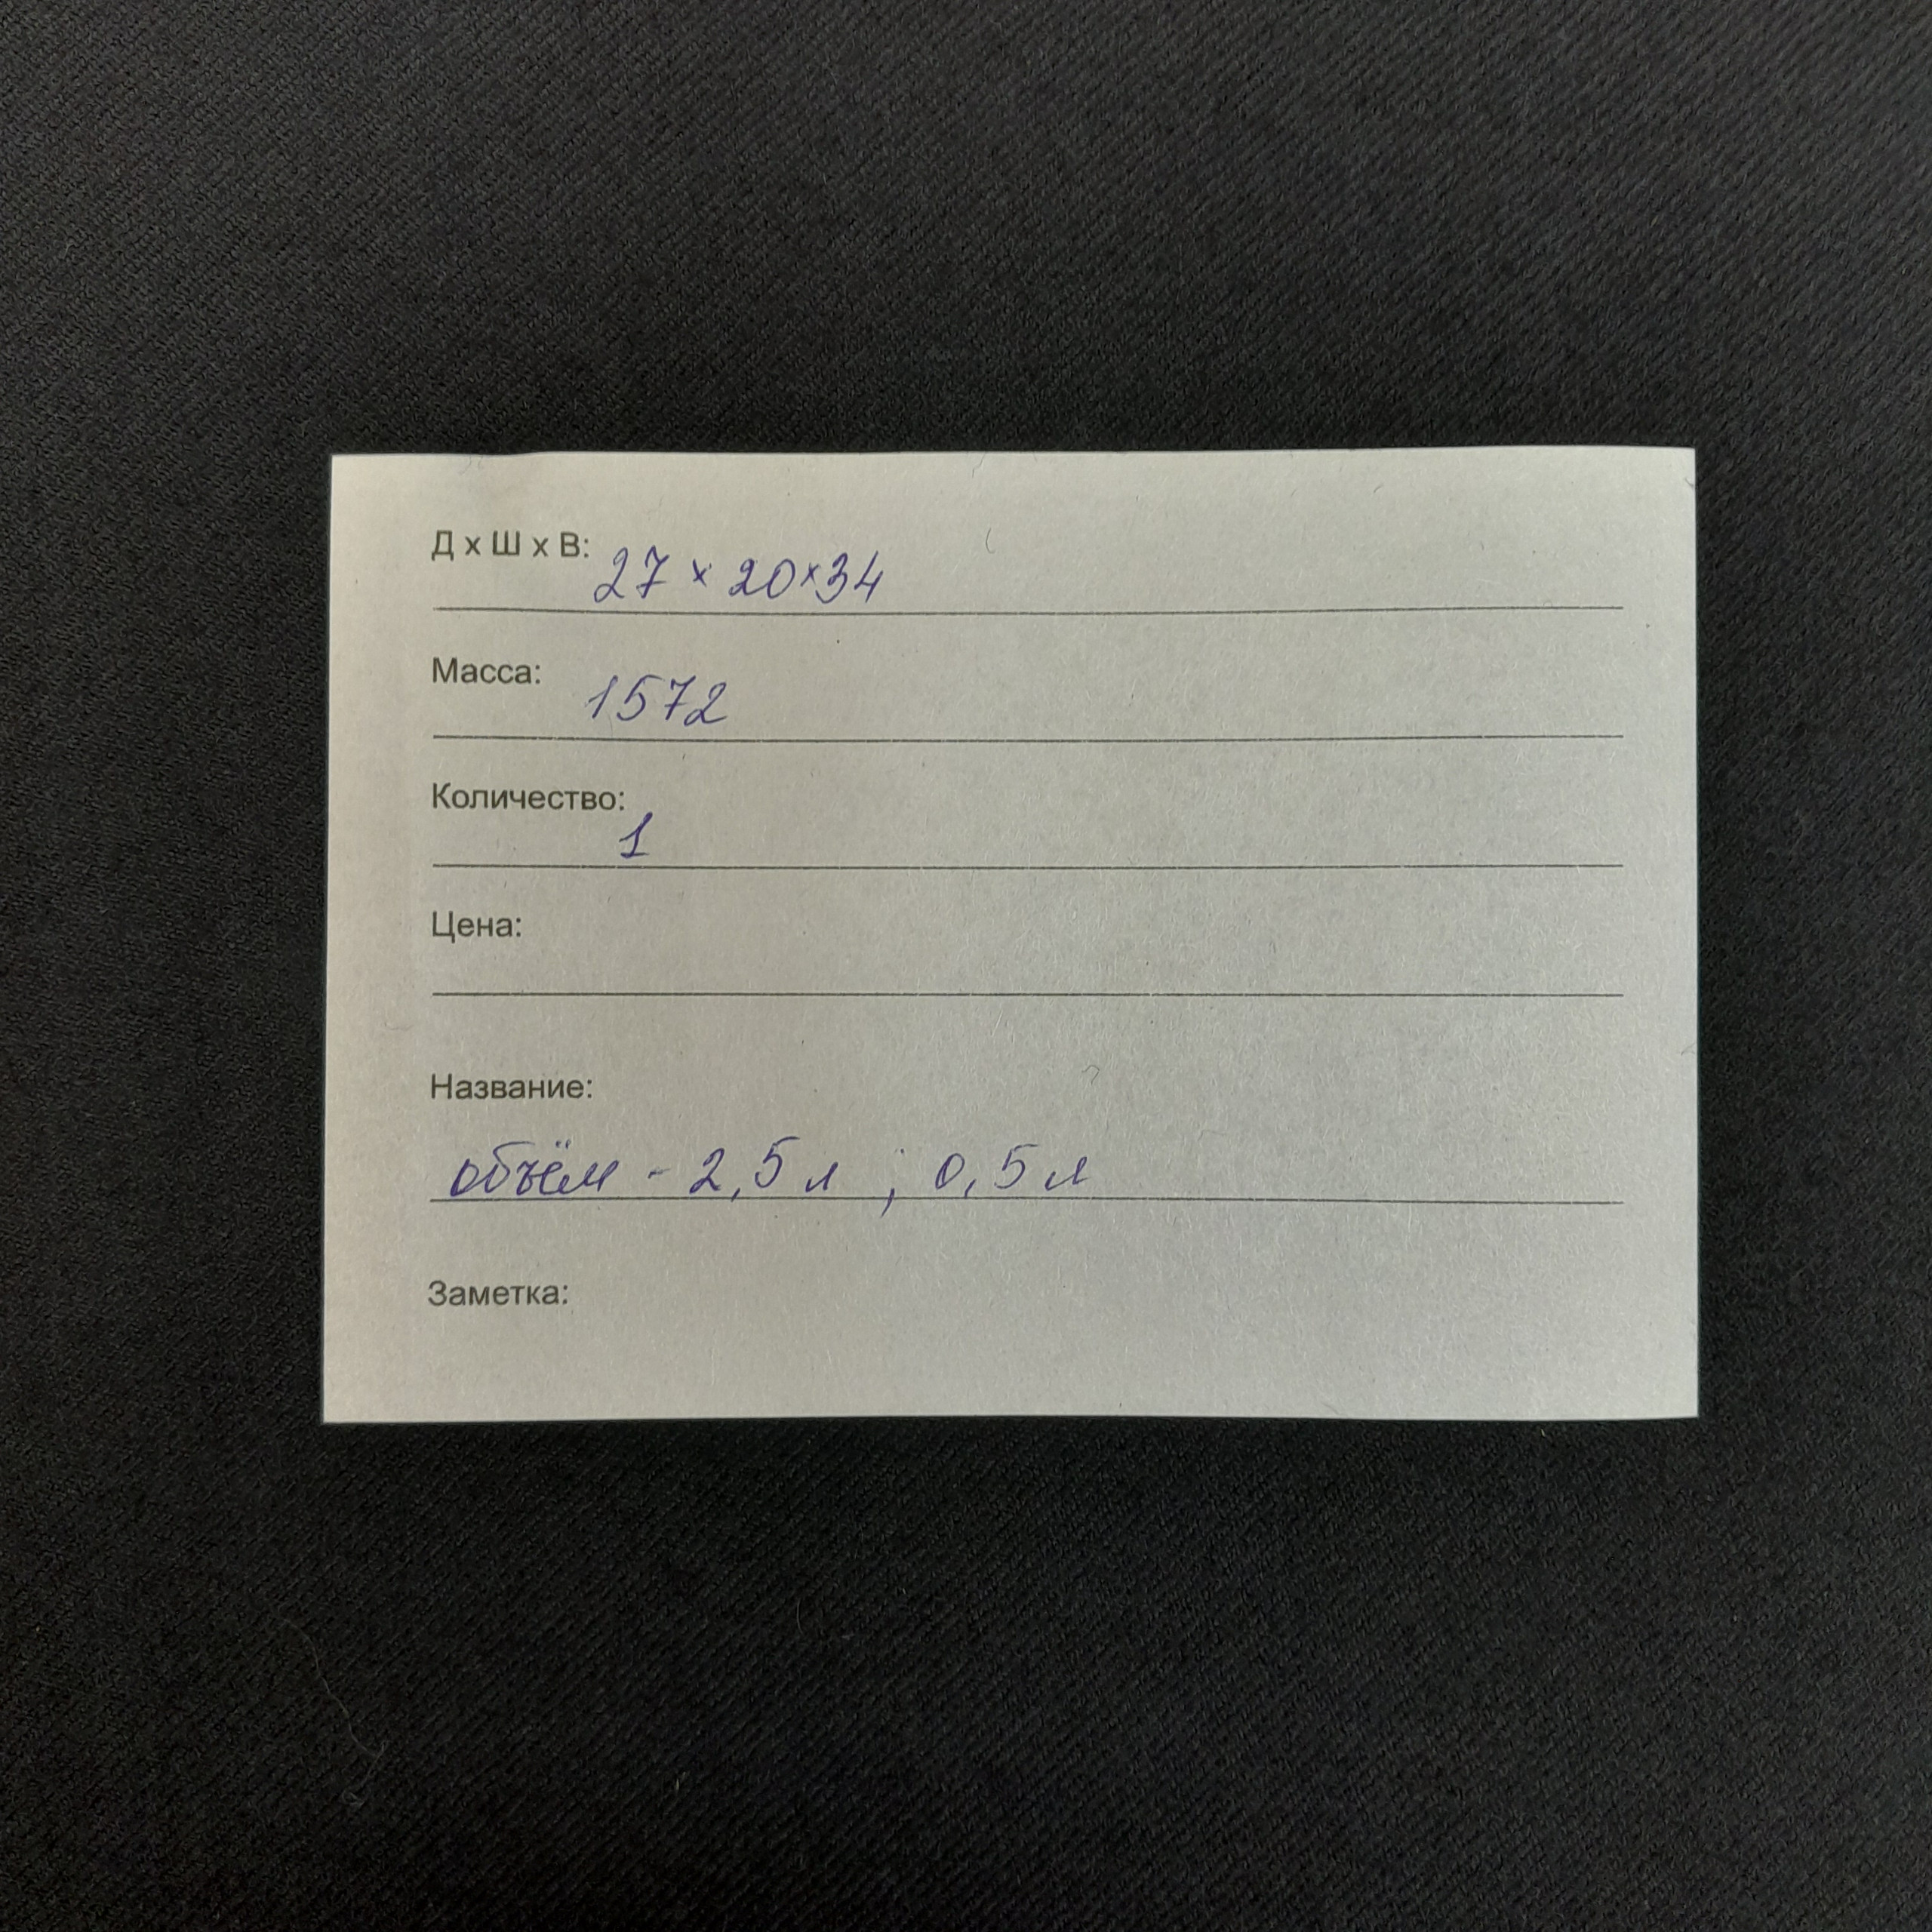 Д х Ш х В: 27 × 20×34
Масса: 1572
Количество: 1
Цена:
Название:
объём - 2,5 л ; 0,5 л
Заметка: